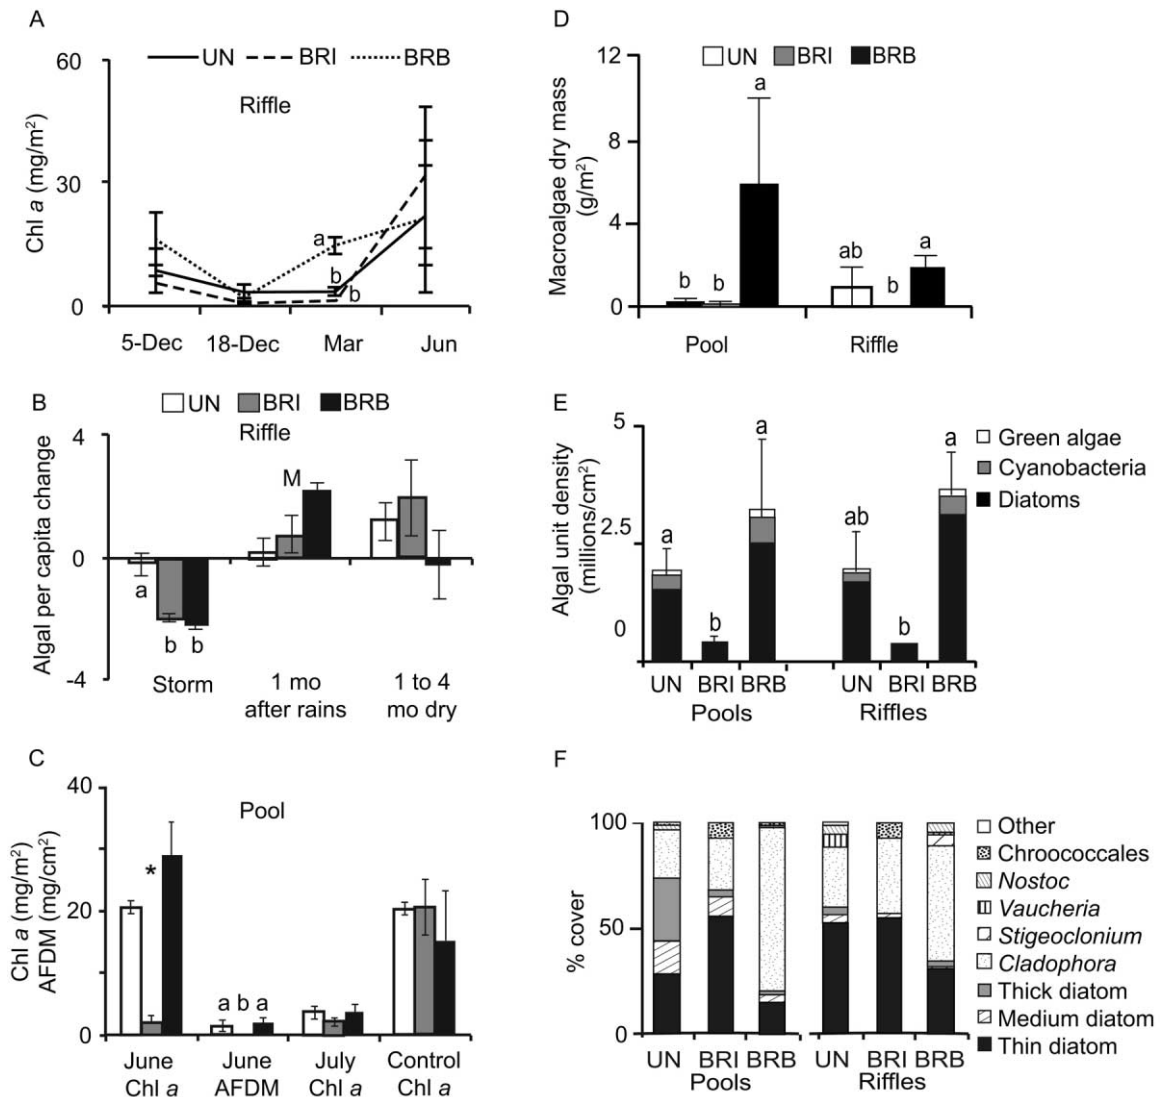 A
UN BRI BRB
Riffle
Chl a (mg/m²)
60
30
0
a
b
b
5-Dec 18-Dec Mar Jun
B
UN BRI BRB
Riffle
Algal per capita change
4
0
-4
M
a
b b
Storm 1 mo after rains 1 to 4 mo dry
C
Pool
Chl a (mg/m²)
AFDM (mg/cm²)
40
20
0
*
a b a
June Chl a
June AFDM
July Chl a
Control Chl a
D
UN BRI BRB
Macroalgae dry mass
(g/m²)
12
8
4
0
b b a
ab b a
Pool Riffle
E
Algal unit density
(millions/cm²)
5
2.5
0
a b a
ab b a
Green algae
Cyanobacteria
Diatoms
UN BRI BRB UN BRI BRB
Pools Riffles
F
% cover
100
50
0
Other
Chroococcales
Nostoc
Vaucheria
Stigeoclonium
Cladophora
Thick diatom
Medium diatom
Thin diatom
UN BRI BRB UN BRI BRB
Pools Riffles